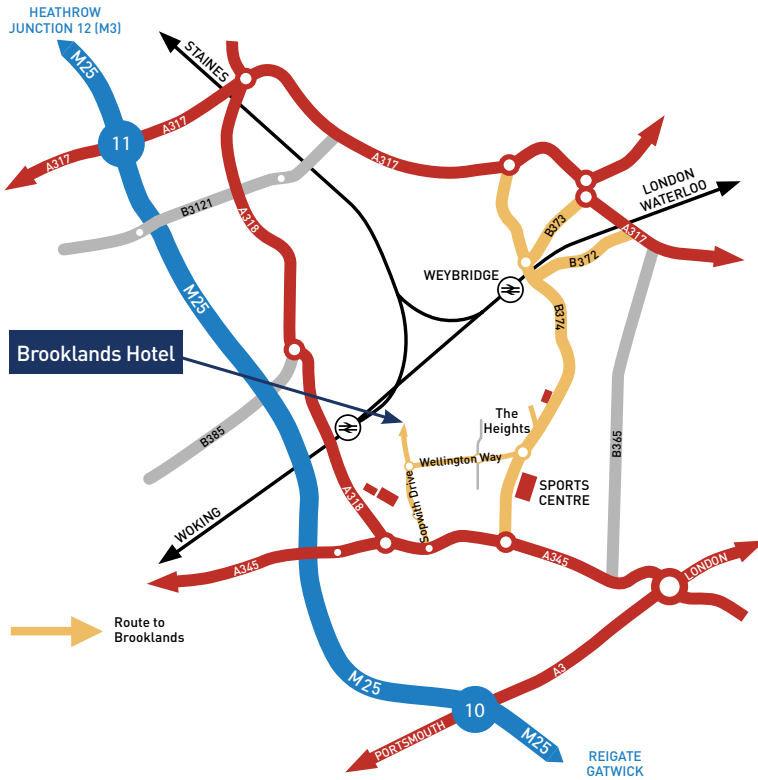 HEATHROW
JUNCTION 12 (M3)
M25
STAINES
A317
11
A317
A317
B3121
A318
LONDON
WATERLOO
B373
A317
B372
WEYBRIDGE
M25
B374
Brooklands Hotel
The
Heights
B385
Wellington Way
B365
A318
Sopwith Drive
SPORTS
CENTRE
WOKING
A345
A345
LONDON
Route to
Brooklands
A3
M25
10
PORTSMOUTH
M25
REIGATE
GATWICK